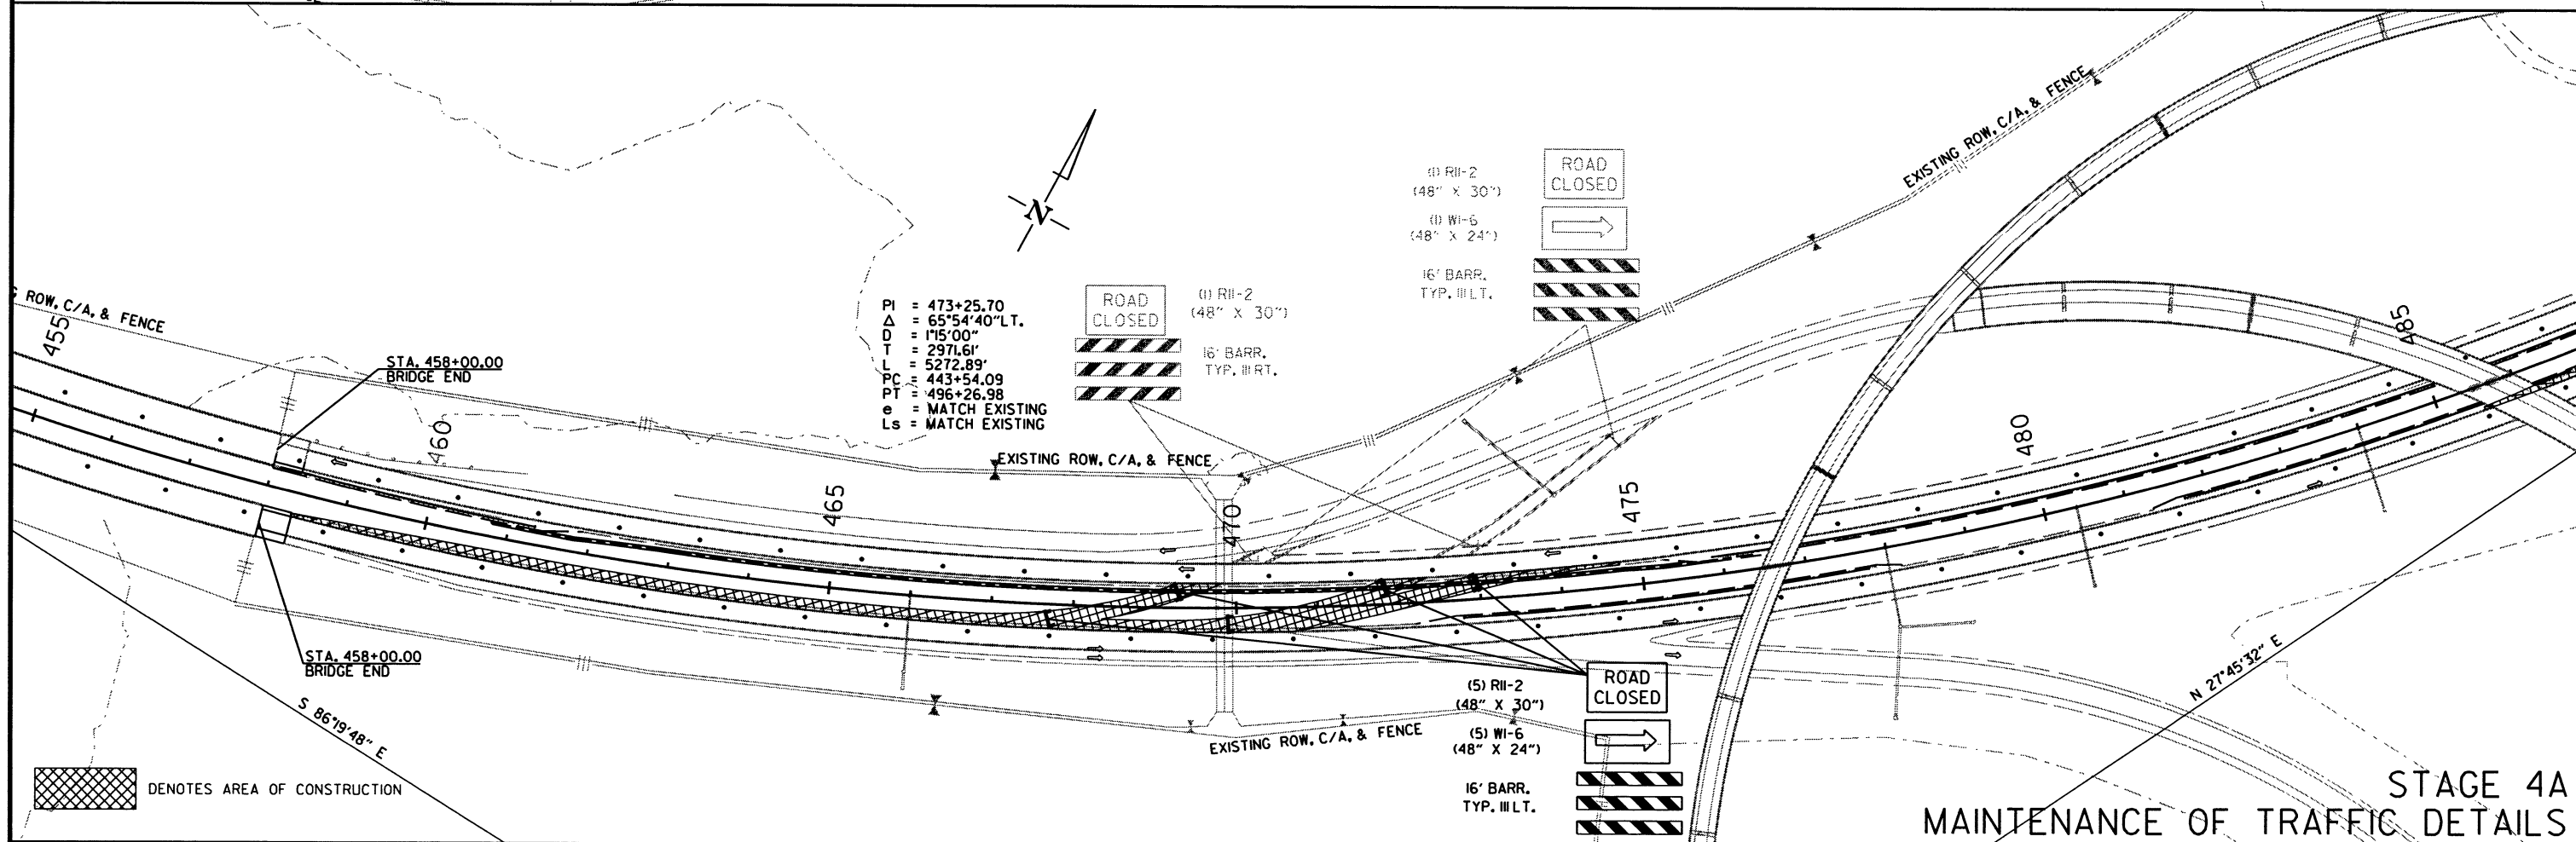 G ROW, C/A, & FENCE
455
STA. 458+00.00
BRIDGE END
460
PI = 473+25.70
Δ = 65°54'40"LT.
D = 1°15'00"
T = 2971.61'
L = 5272.89'
PC = 443+54.09
PT = 496+26.98
e = MATCH EXISTING
Ls = MATCH EXISTING
N
ROAD
CLOSED
(1) R11-2
(48" X 30")
16' BARR.
TYP. III RT.
(1) R11-2
(48" X 30")
ROAD
CLOSED
(1) W1-6
(48" X 24")
16' BARR.
TYP. III LT.
EXISTING ROW, C/A, & FENCE
EXISTING ROW, C/A, & FENCE
465
470
475
480
485
STA. 458+00.00
BRIDGE END
S 86°19'48" E
DENOTES AREA OF CONSTRUCTION
EXISTING ROW, C/A, & FENCE
(5) R11-2
(48" X 30")
ROAD
CLOSED
(5) W1-6
(48" X 24")
16' BARR.
TYP. III LT.
N 27°45'32" E
STAGE 4A
MAINTENANCE OF TRAFFIC DETAILS